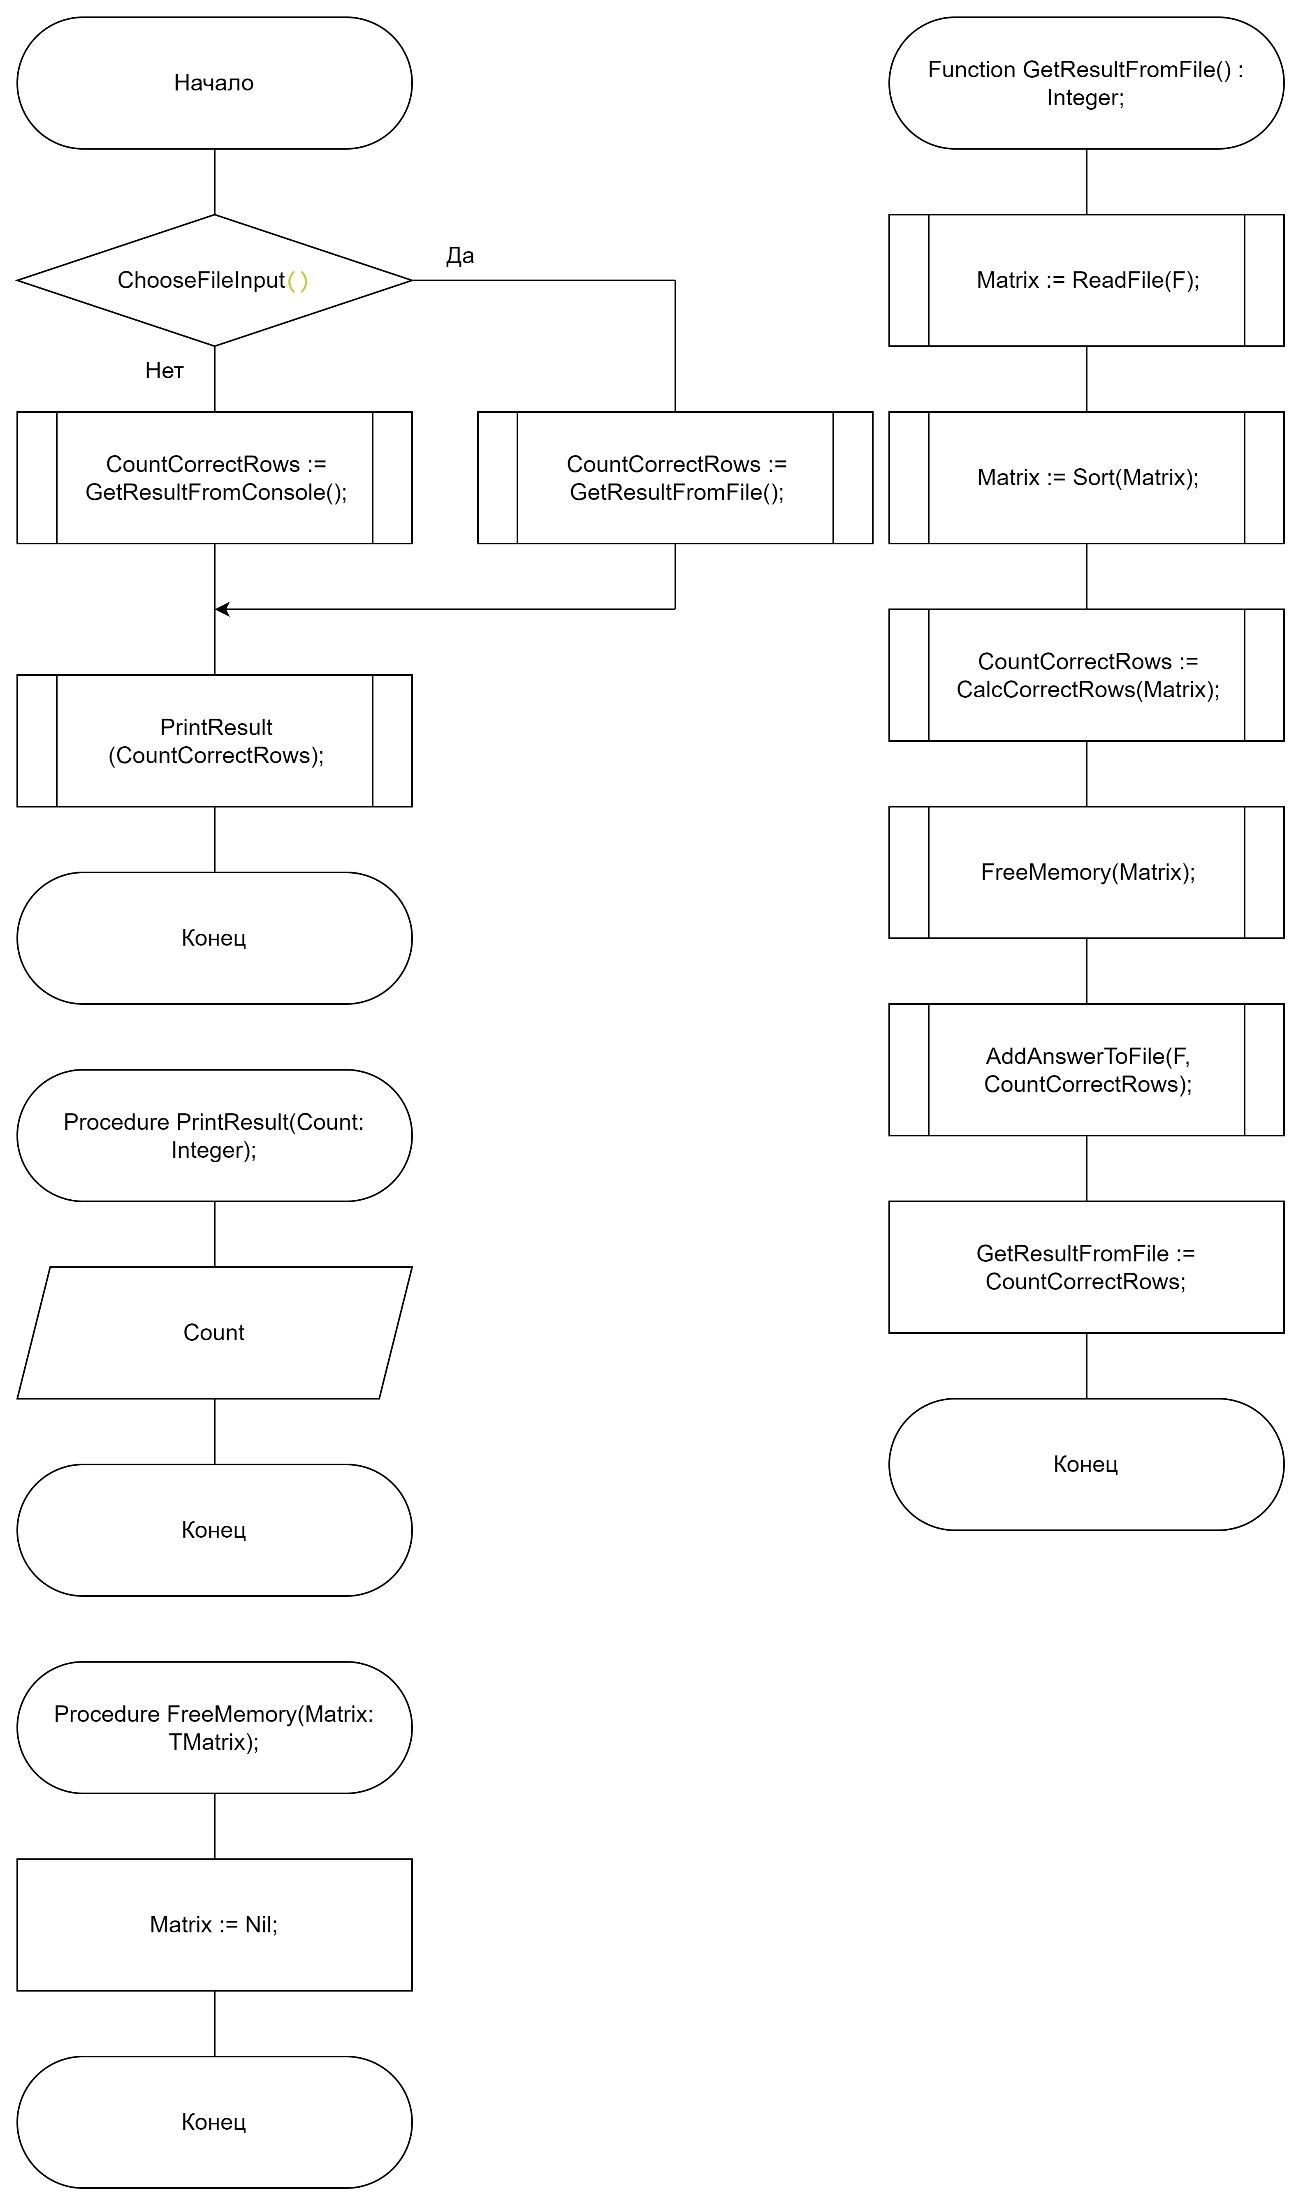 Начало
ChooseFileInput()
Да
Нет
CountCorrectRows :=
GetResultFromConsole();
CountCorrectRows :=
GetResultFromFile();
PrintResult
(CountCorrectRows);
Конец
Procedure PrintResult(Count:
Integer);
Count
Конец
Procedure FreeMemory(Matrix:
TMatrix);
Matrix := Nil;
Конец
Function GetResultFromFile() :
Integer;
Matrix := ReadFile(F);
Matrix := Sort(Matrix);
CountCorrectRows :=
CalcCorrectRows(Matrix);
FreeMemory(Matrix);
AddAnswerToFile(F,
CountCorrectRows);
GetResultFromFile :=
CountCorrectRows;
Конец